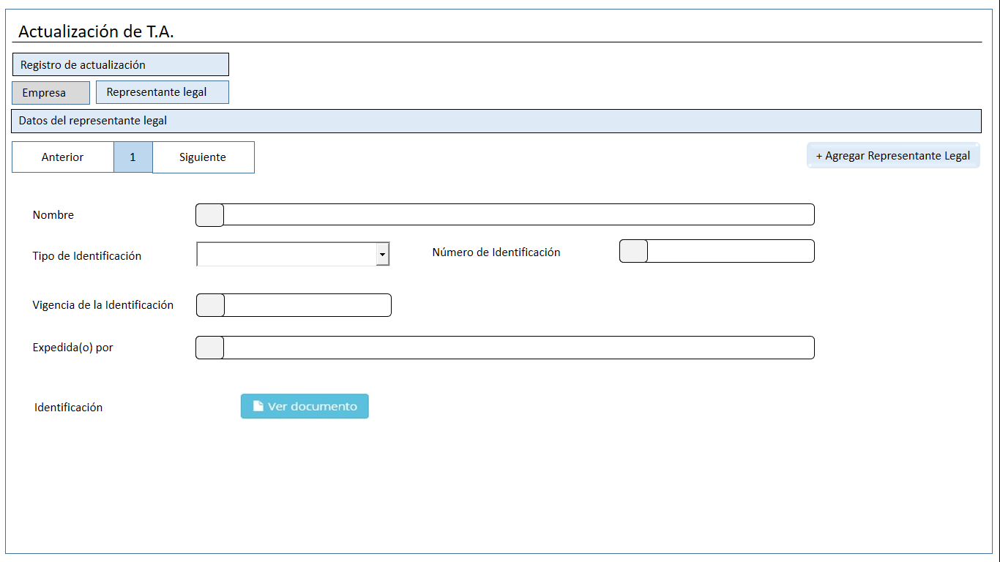 Actualización de T.A.
Registro de actualización
Empresa
Representante legal
Datos del representante legal
Anterior
1
Siguiente
+ Agregar Representante Legal
Nombre
Tipo de Identificación
Número de Identificación
Vigencia de la Identificación
Expedida(o) por
Identificación
Ver documento